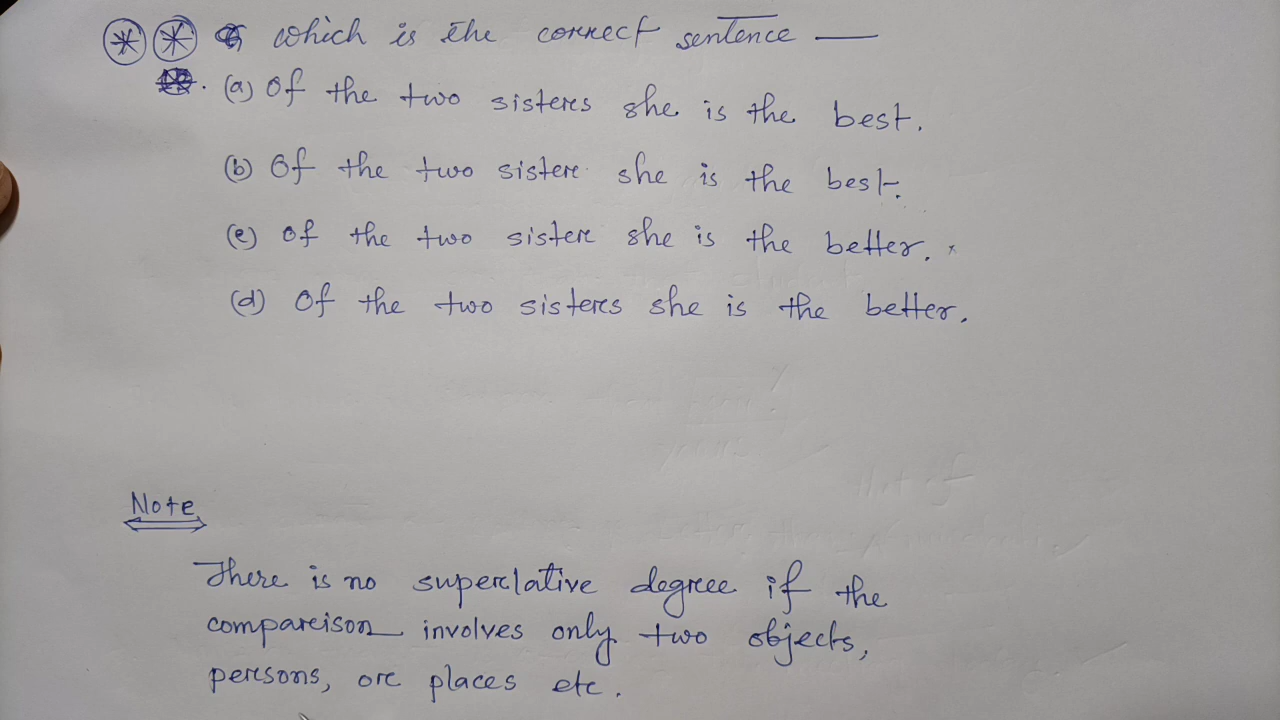 which is the correct sentence —
(a) Of the two sisters she is the best.
(b) Of the two sister she is the best.
(c) Of the two sister she is the better.
(d) Of the two sisters she is the better.
Note
There is no superlative degree if the
comparison involves only two objects,
persons, or places etc.